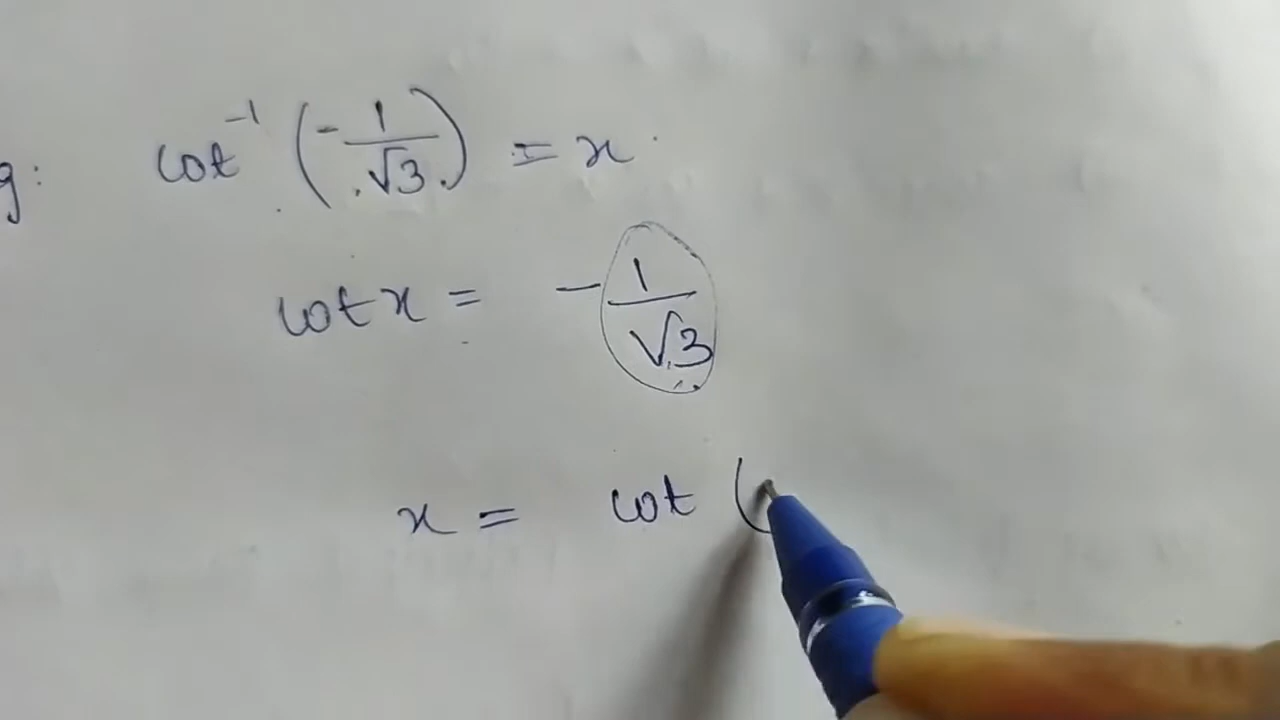 g: cot⁻¹ (-1/√3) = x
cot x = -1/√3
x = cot (